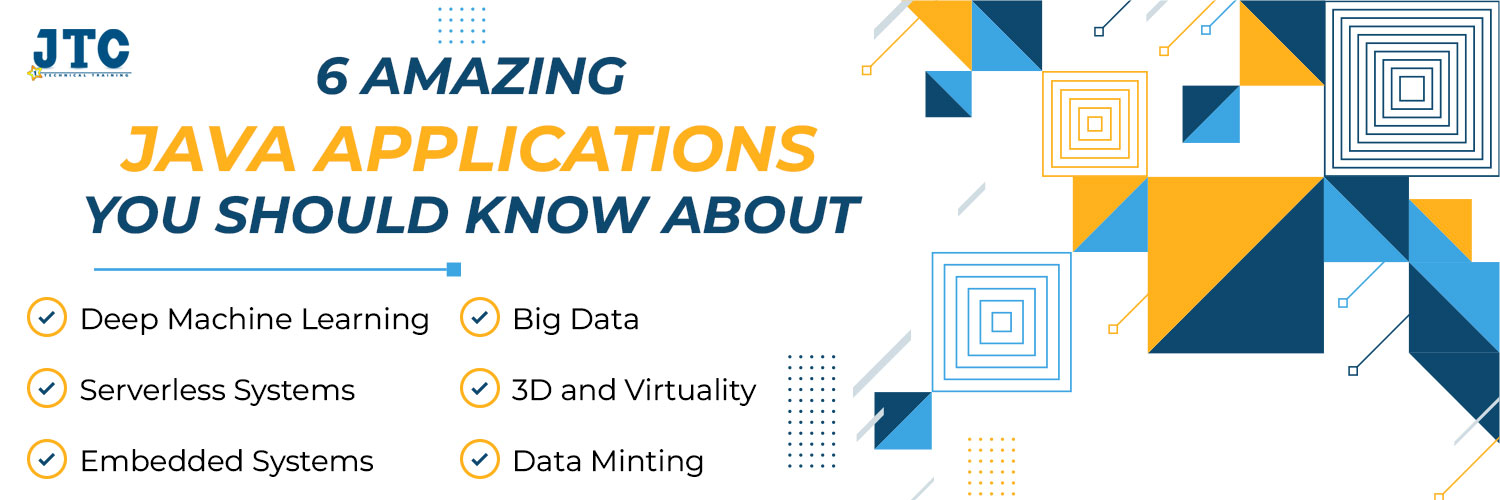 JTC
TECHNICAL TRAINING
6 AMAZING
JAVA APPLICATIONS
YOU SHOULD KNOW ABOUT
Deep Machine Learning
Serverless Systems
Embedded Systems
Big Data
3D and Virtuality
Data Minting